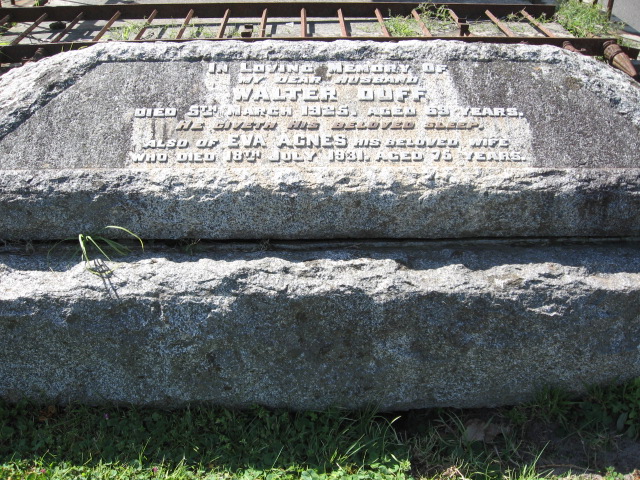 In Loving Memory of
my dear husband
WALTER DUFF
died 5th March 1925, aged 69 years.
He giveth his beloved sleep,
also of EVA AGNES his beloved wife
who died 18th July 1931. aged 75 years.